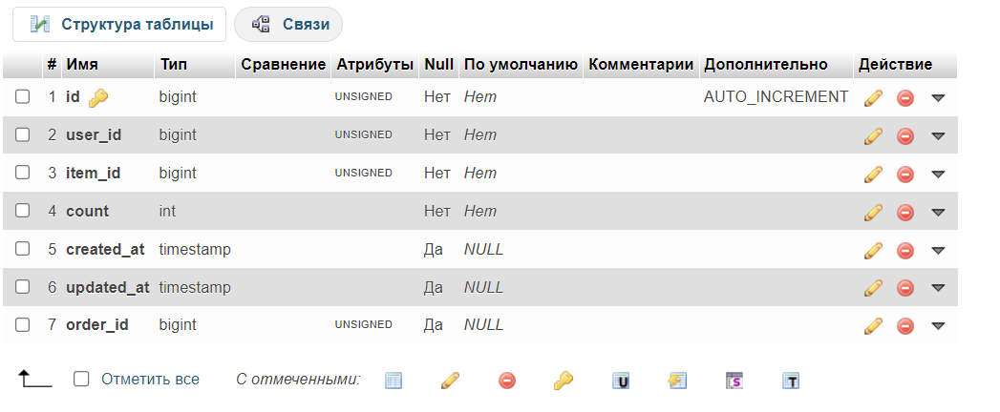 Структура таблицы Связи
# Имя Тип Сравнение Атрибуты Null По умолчанию Комментарии Дополнительно Действие
1 id bigint UNSIGNED Нет Нет AUTO_INCREMENT
2 user_id bigint UNSIGNED Нет Нет
3 item_id bigint UNSIGNED Нет Нет
4 count int Нет Нет
5 created_at timestamp Да NULL
6 updated_at timestamp Да NULL
7 order_id bigint UNSIGNED Да NULL
Отметить все С отмеченными: U S T